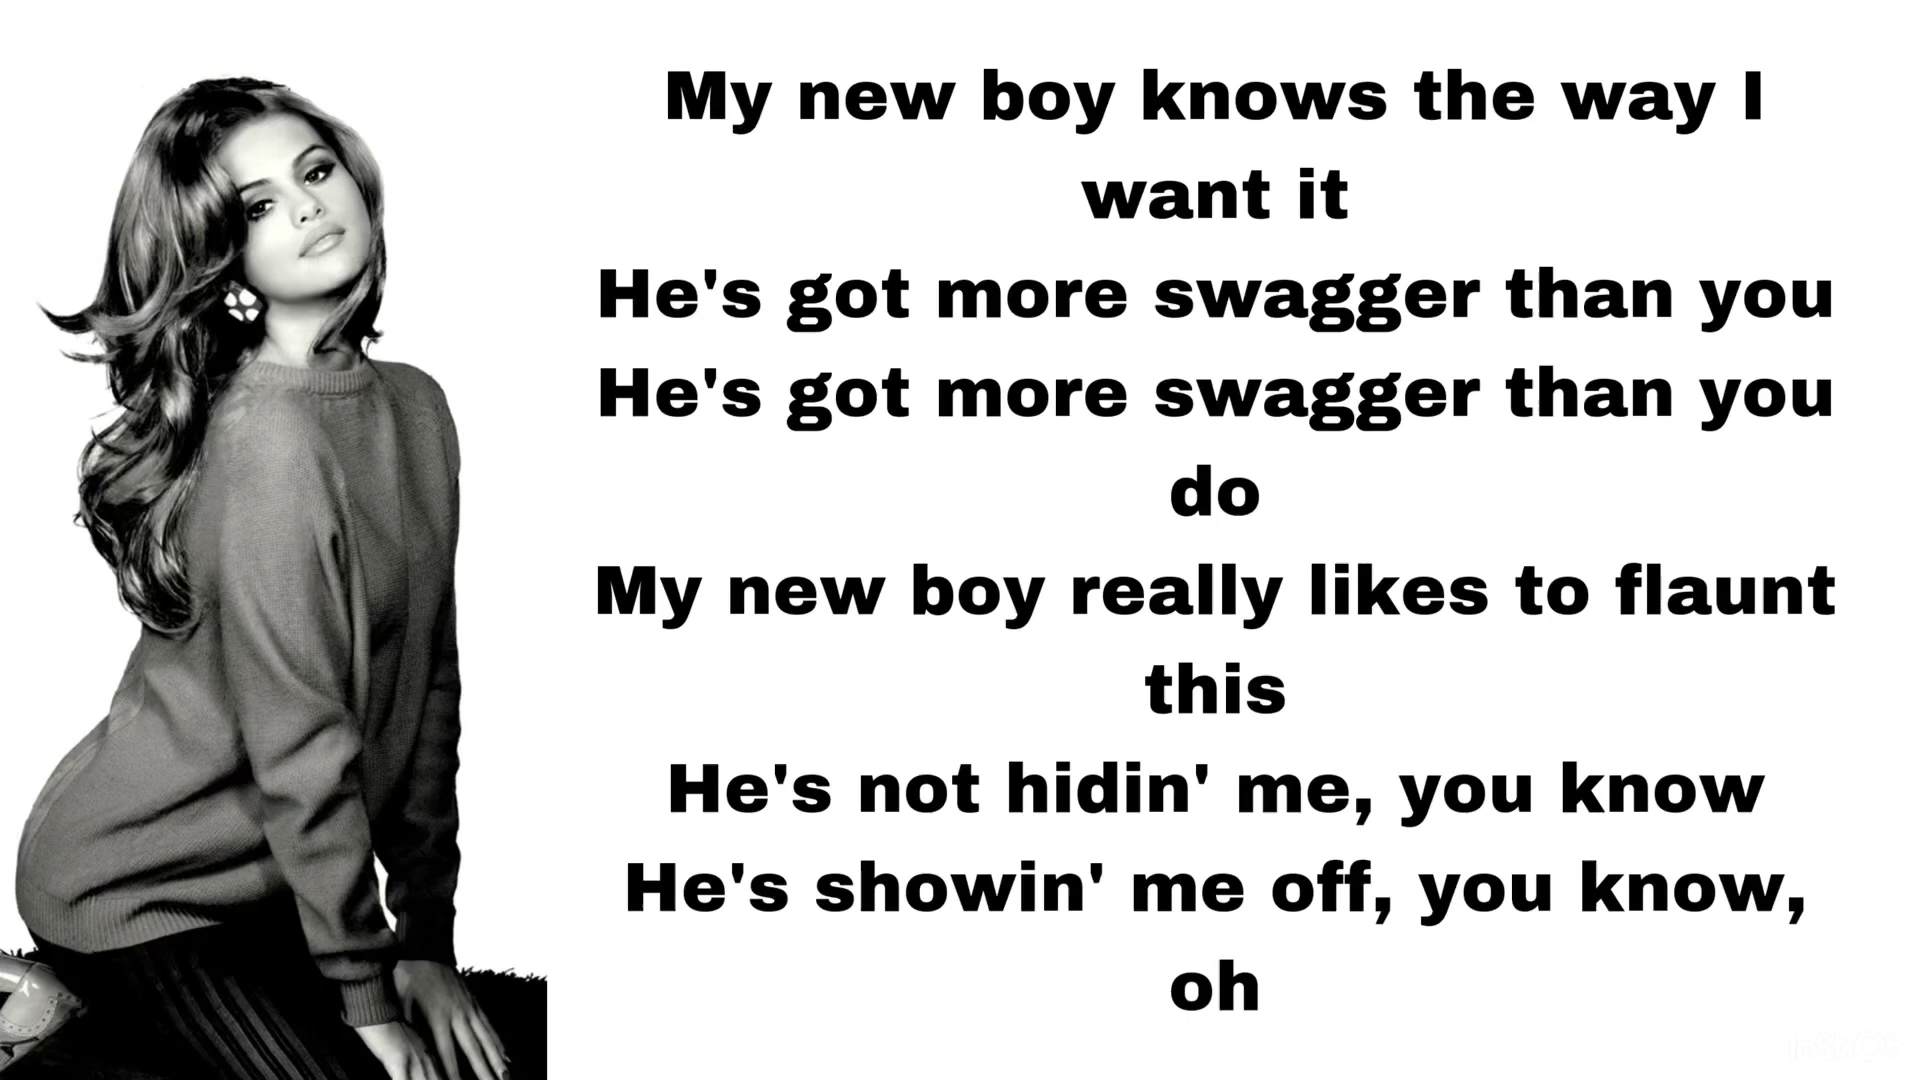 My new boy knows the way I
want it
He's got more swagger than you
He's got more swagger than you
do
My new boy really likes to flaunt
this
He's not hidin' me, you know
He's showin' me off, you know,
oh